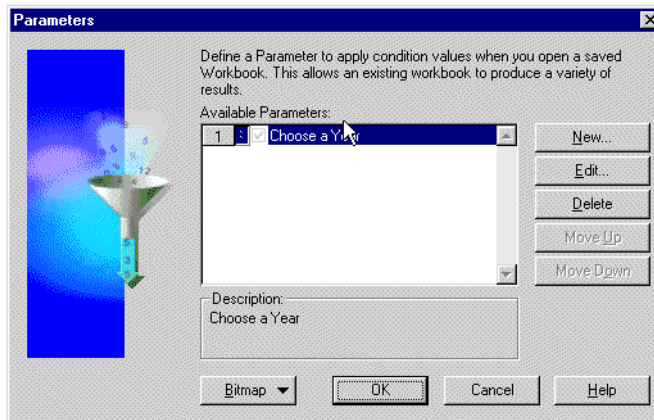 Parameters
Define a Parameter to apply condition values when you open a saved
Workbook. This allows an existing workbook to produce a variety of
results.
Available Parameters:
1 : Choose a Year
New...
Edit...
Delete
Move Up
Move Down
Description:
Choose a Year
Bitmap OK Cancel Help